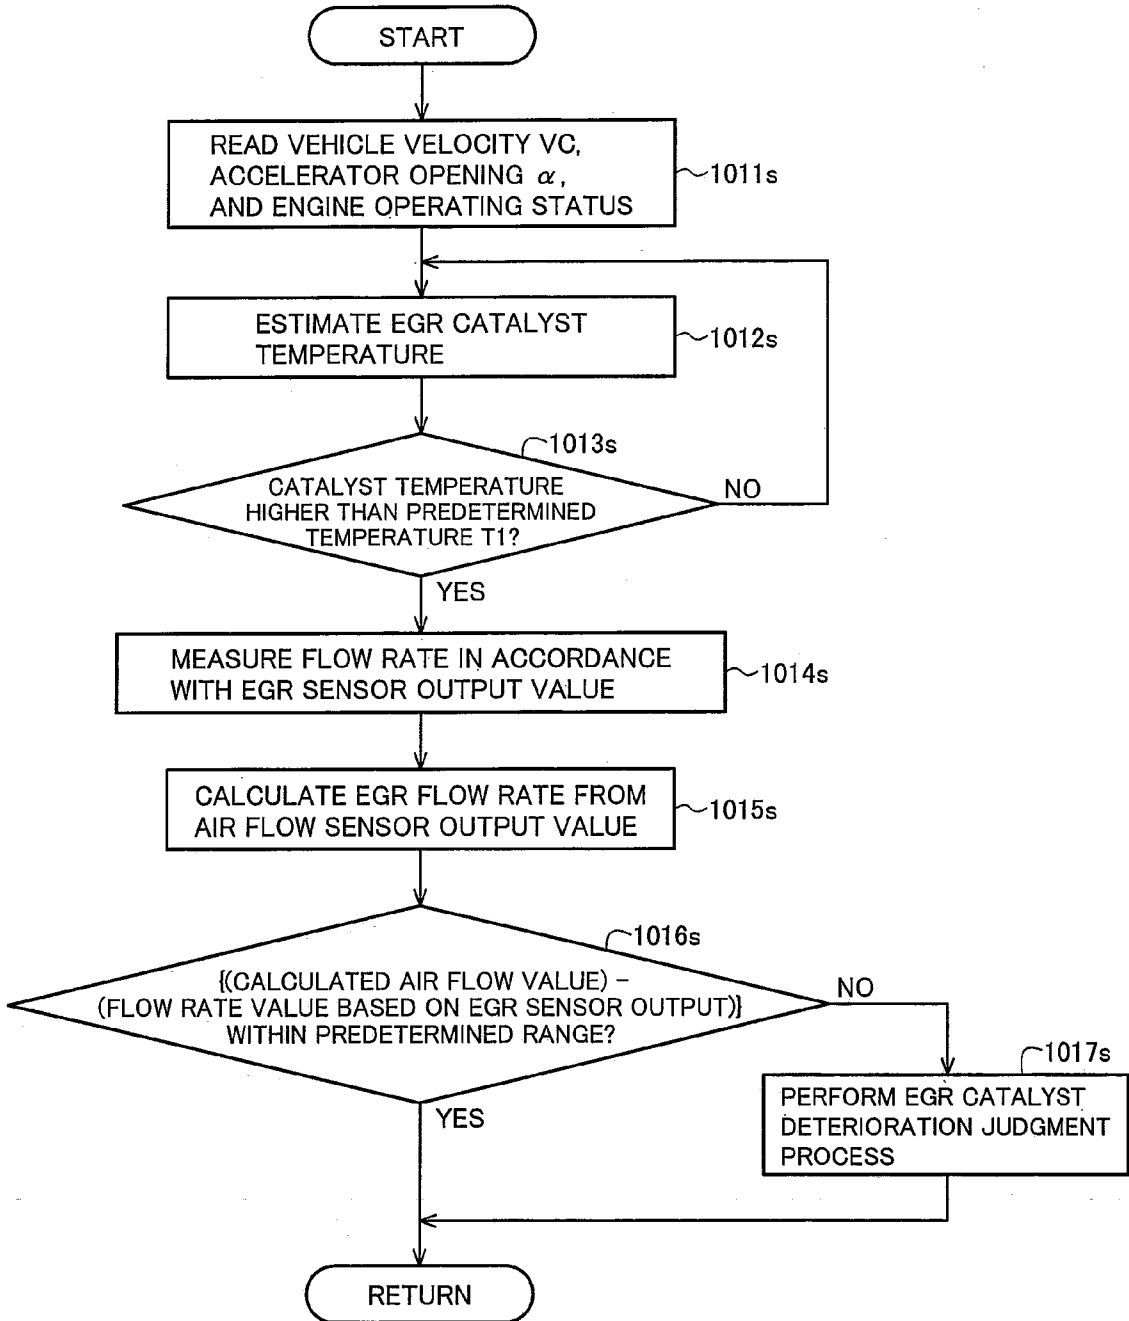 START
READ VEHICLE VELOCITY VC,
ACCELERATOR OPENING α,
AND ENGINE OPERATING STATUS
1011s
ESTIMATE EGR CATALYST
TEMPERATURE
1012s
1013s
CATALYST TEMPERATURE
HIGHER THAN PREDETERMINED
TEMPERATURE T1?
NO
YES
MEASURE FLOW RATE IN ACCORDANCE
WITH EGR SENSOR OUTPUT VALUE
1014s
CALCULATE EGR FLOW RATE FROM
AIR FLOW SENSOR OUTPUT VALUE
1015s
1016s
{(CALCULATED AIR FLOW VALUE) –
(FLOW RATE VALUE BASED ON EGR SENSOR OUTPUT)}
WITHIN PREDETERMINED RANGE?
NO
YES
1017s
PERFORM EGR CATALYST
DETERIORATION JUDGMENT
PROCESS
RETURN